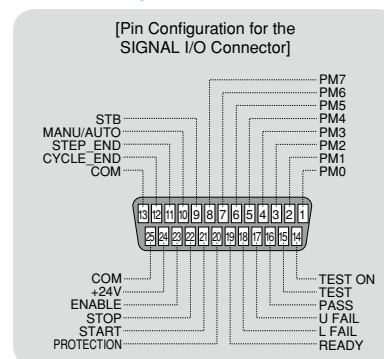 [Pin Configuration for the
SIGNAL I/O Connector]
PM7
PM6
PM5
PM4
PM3
PM2
PM1
PM0
STB
MANU/AUTO
STEP_END
CYCLE_END
COM
13 12 11 10 9 8 7 6 5 4 3 2 1
25 24 23 22 21 20 19 18 17 16 15 14
COM
+24V
ENABLE
STOP
START
PROTECTION
TEST ON
TEST
PASS
U FAIL
L FAIL
READY